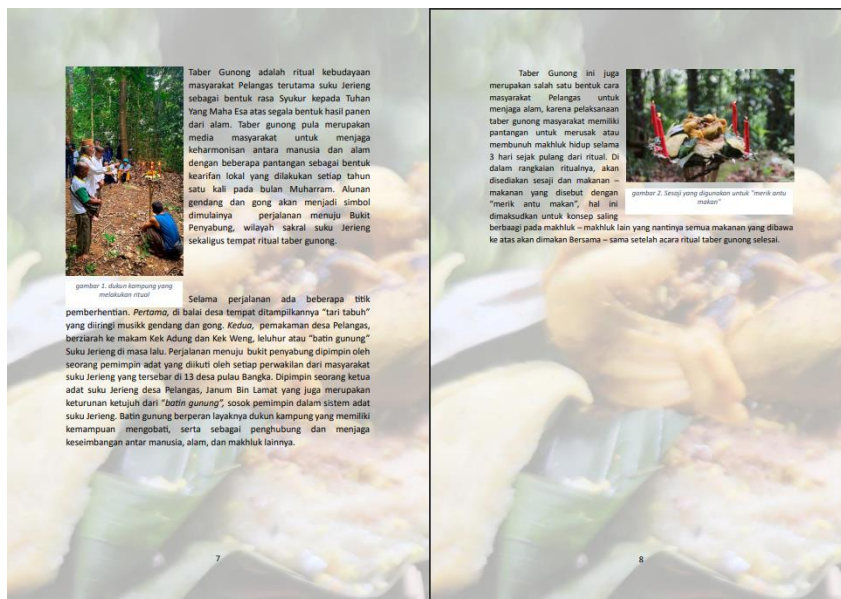 Taber Gunong adalah ritual kebudayaan
masyarakat Pelangas terutama suku Jerieng
sebagai bentuk rasa Syukur kepada Tuhan
Yang Maha Esa atas segala bentuk hasil panen
dari alam. Taber gunong pula merupakan
media masyarakat untuk menjaga
keharmonisan antara manusia dan alam
dengan beberapa pantangan sebagai bentuk
kearifan lokal yang dilakukan setiap tahun
satu kali pada bulan Muharram. Alunan
gendang dan gong akan menjadi simbol
dimulainya perjalanan menuju Bukit
Penyabung, wilayah sakral suku Jerieng
sekaligus tempat ritual taber gunong.
gambar 1. dukun kampung yang
melakukan ritual
Selama perjalanan ada beberapa titik
pemberhentian. Pertama, di balai desa tempat ditampilkannya “tari tabuh”
yang diiringi musikk gendang dan gong. Kedua, pemakaman desa Pelangas,
berziarah ke makam Kek Adung dan Kek Weng, leluhur atau “batin gunung”
Suku Jerieng di masa lalu. Perjalanan menuju bukit penyabung dipimpin oleh
seorang pemimpin adat yang diikuti oleh setiap perwakilan dari masyarakat
suku Jerieng yang tersebar di 13 desa pulau Bangka. Dipimpin seorang ketua
adat suku Jerieng desa Pelangas, Janum Bin Lamat yang juga merupakan
keturunan ketujuh dari “batin gunung”, sosok pemimpin dalam sistem adat
suku Jerieng. Batin gunung berperan layaknya dukun kampung yang memiliki
kemampuan mengobati, serta sebagai penghubung dan menjaga
keseimbangan antar manusia, alam, dan makhluk lainnya.
7
Taber Gunong ini juga
merupakan salah satu bentuk cara
masyarakat Pelangas untuk
menjaga alam, karena pelaksanaan
taber gunong masyarakat memiliki
pantangan untuk merusak atau
membunuh makhluk hidup selama
3 hari sejak pulang dari ritual. Di
dalam rangkaian ritualnya, akan
disediakan sesaji dan makanan –
makanan yang disebut dengan
“merik antu makan”, hal ini
dimaksudkan untuk konsep saling
berbaagi pada makhluk – makhluk lain yang nantinya semua makanan yang dibawa
ke atas akan dimakan Bersama – sama setelah acara ritual taber gunong selesai.
gambar 2. Sesaji yang digunakan untuk “merik antu
makan”
8